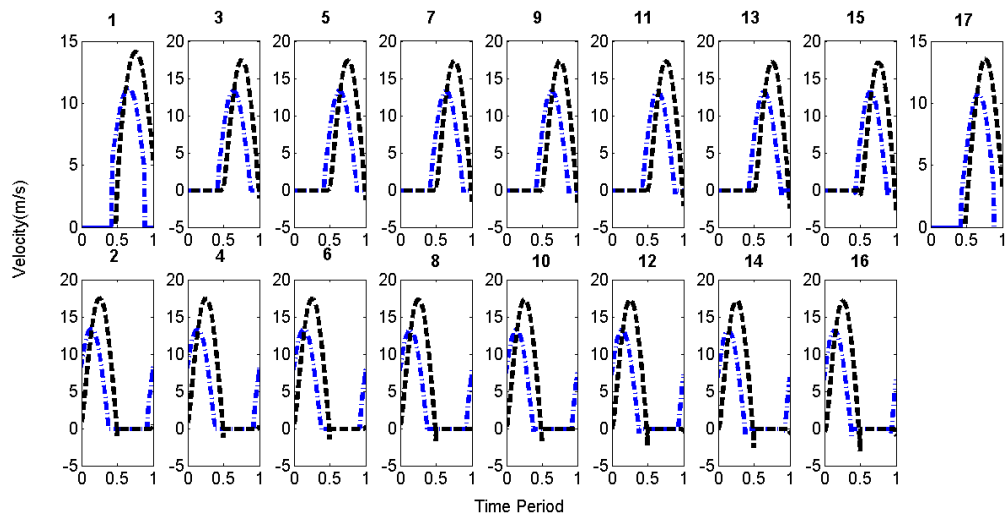 1 3 5 7 9 11 13 15 17
15 20 20 20 20 20 20 20 15
15 15 15 15 15 15 15
10 10 10 10 10 10 10 10 10
5 5 5 5 5 5 5 5 5
0 0 0 0 0 0 0
0 -5 -5 -5 -5 -5 -5 -5 0
0 0.5 1 0 0.5 1 0 0.5 1 0 0.5 1 0 0.5 1 0 0.5 1 0 0.5 1 0 0.5 1 0 0.5 1
Velocity(m/s)
2 4 6 8 10 12 14 16
20 20 20 20 20 20 20 20
15 15 15 15 15 15 15 15
10 10 10 10 10 10 10 10
5 5 5 5 5 5 5 5
0 0 0 0 0 0 0 0
-5 -5 -5 -5 -5 -5 -5 -5
0 0.5 1 0 0.5 1 0 0.5 1 0 0.5 1 0 0.5 1 0 0.5 1 0 0.5 1 0 0.5 1
Time Period